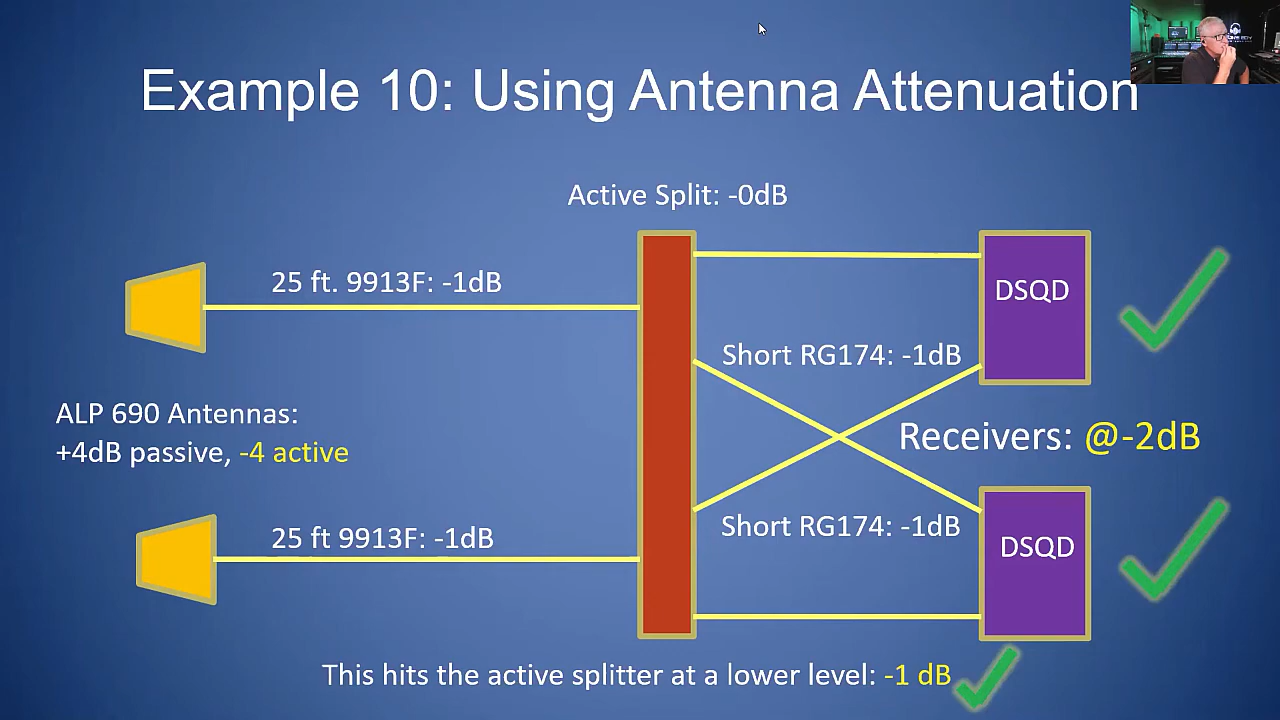 Example 10: Using Antenna Attenuation
Active Split: -0dB
25 ft. 9913F: -1dB
DSQD
Short RG174: -1dB
ALP 690 Antennas:
+4dB passive, -4 active
Receivers: @-2dB
25 ft 9913F: -1dB
Short RG174: -1dB
DSQD
This hits the active splitter at a lower level: -1 dB